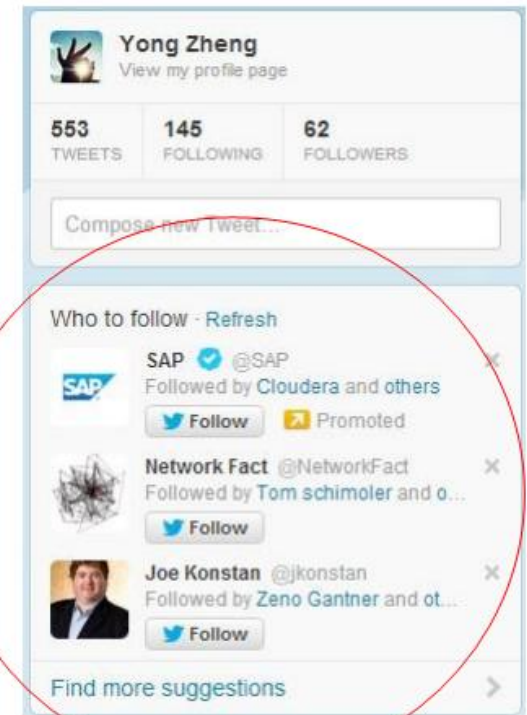 Yong Zheng
View my profile page
553 145 62
TWEETS FOLLOWING FOLLOWERS
Compose new Tweet...
Who to follow · Refresh
SAP @SAP
SAP
Followed by Cloudera and others
Follow Promoted
Network Fact @NetworkFact
Followed by Tom schimoler and o...
Follow
Joe Konstan @jkonstan
Followed by Zeno Gantner and ot...
Follow
Find more suggestions